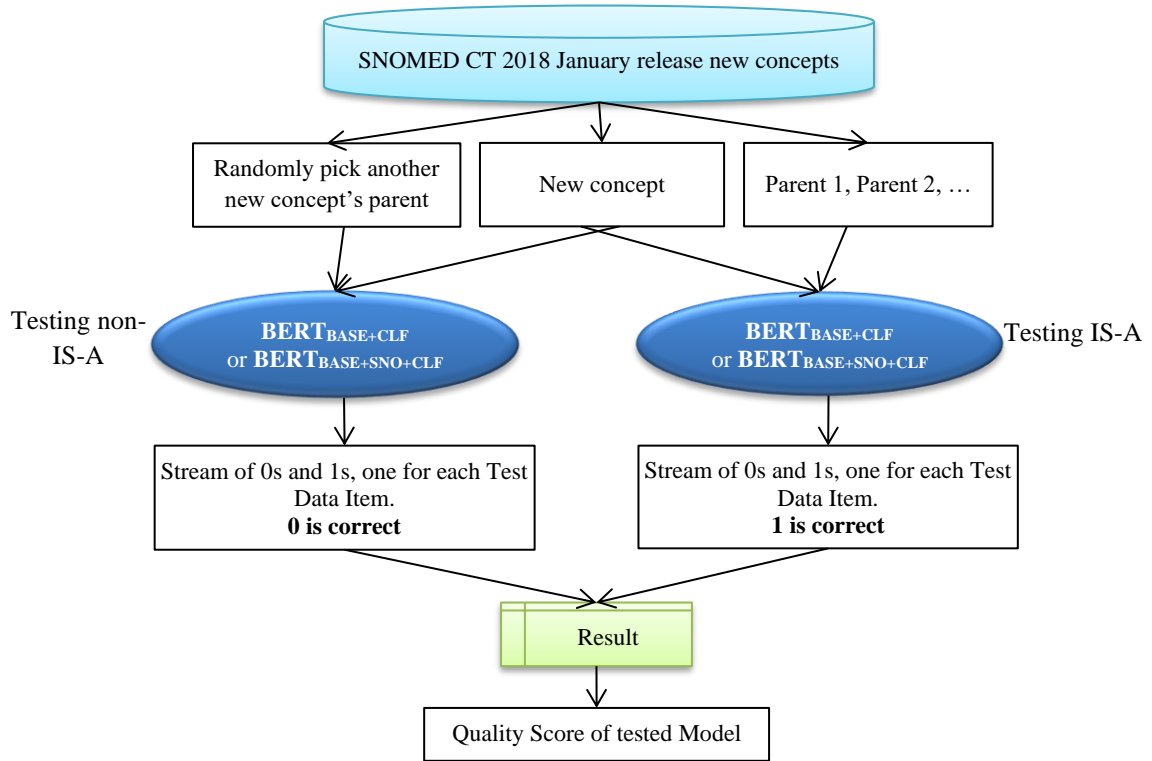 SNOMED CT 2018 January release new concepts
Randomly pick another
new concept’s parent
New concept
Parent 1, Parent 2, …
Testing non-
IS-A
BERTBASE+CLF
or BERTBASE+SNO+CLF
BERTBASE+CLF
or BERTBASE+SNO+CLF
Testing IS-A
Stream of 0s and 1s, one for each Test
Data Item.
0 is correct
Stream of 0s and 1s, one for each Test
Data Item.
1 is correct
Result
Quality Score of tested Model